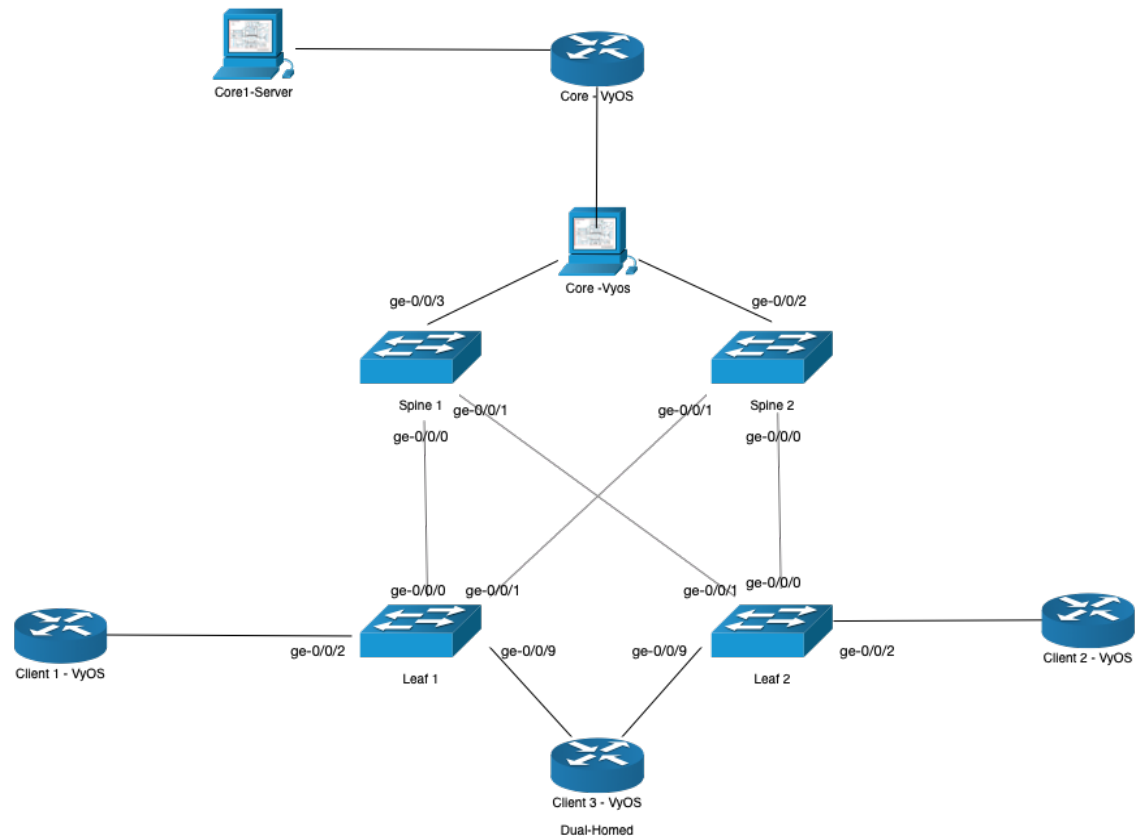 Core1-Server
Core - VyOS
Core -Vyos
ge-0/0/3
ge-0/0/2
Spine 1
ge-0/0/1
ge-0/0/1
Spine 2
ge-0/0/0
ge-0/0/0
ge-0/0/0
ge-0/0/1
ge-0/0/1
ge-0/0/0
Client 1 - VyOS
ge-0/0/2
Leaf 1
ge-0/0/9
ge-0/0/9
Leaf 2
ge-0/0/2
Client 2 - VyOS
Client 3 - VyOS
Dual-Homed